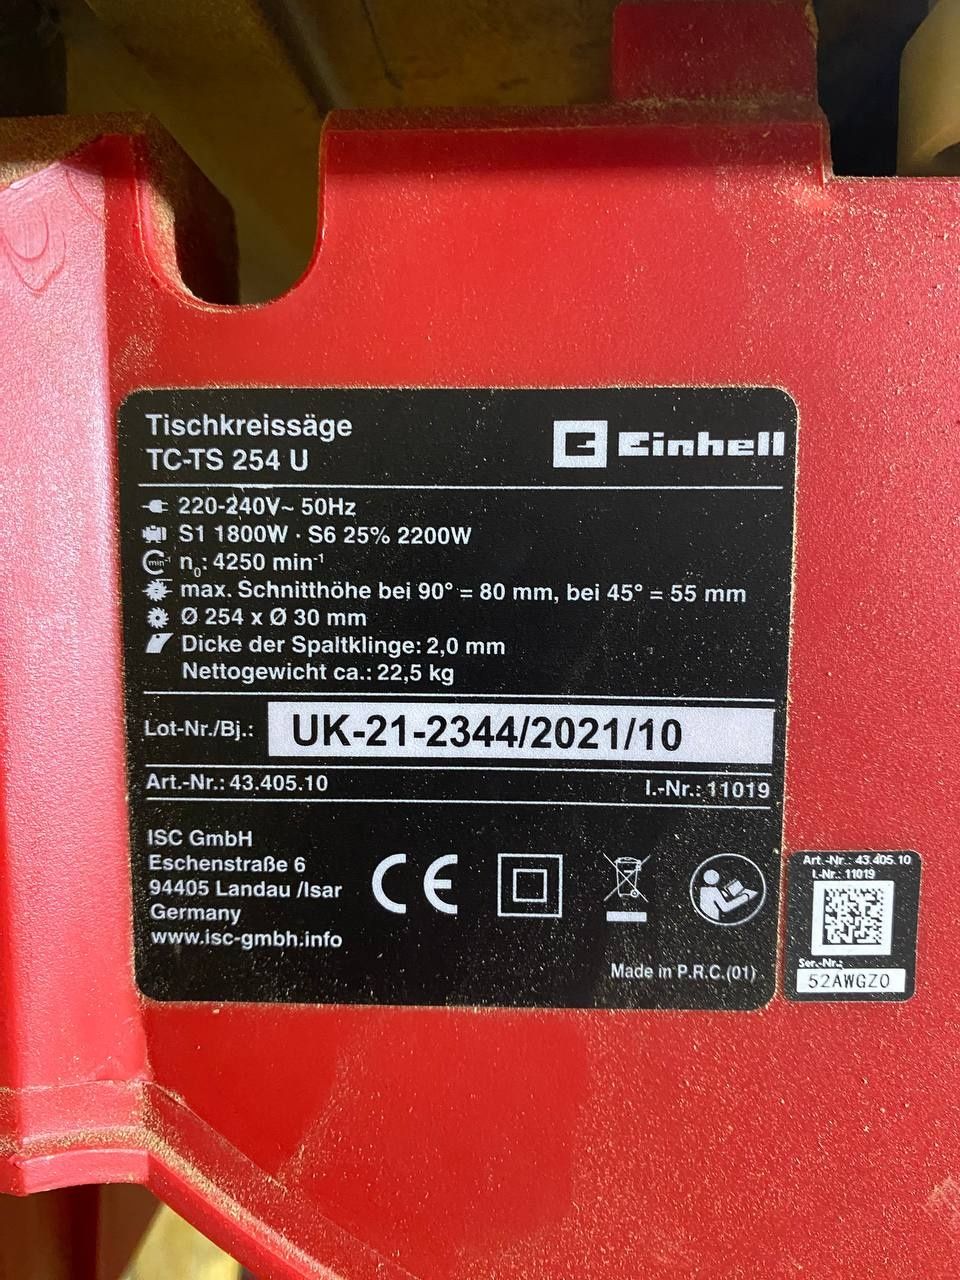 Tischkreissäge
TC-TS 254 U
Einhell
220-240V~ 50Hz
S1 1800W · S6 25% 2200W
min⁻¹ n₀: 4250 min⁻¹
max. Schnitthöhe bei 90° = 80 mm, bei 45° = 55 mm
Ø 254 x Ø 30 mm
Dicke der Spaltklinge: 2,0 mm
Nettogewicht ca.: 22,5 kg
Lot-Nr./Bj.: UK-21-2344/2021/10
Art.-Nr.: 43.405.10 I.-Nr.: 11019
ISC GmbH
Eschenstraße 6
94405 Landau /Isar
Germany
www.isc-gmbh.info
CE
Made in P.R.C.(01)
Art.-Nr.: 43.405.10
I.-Nr.: 11019
Ser.-Nr.:
52AWGZ0